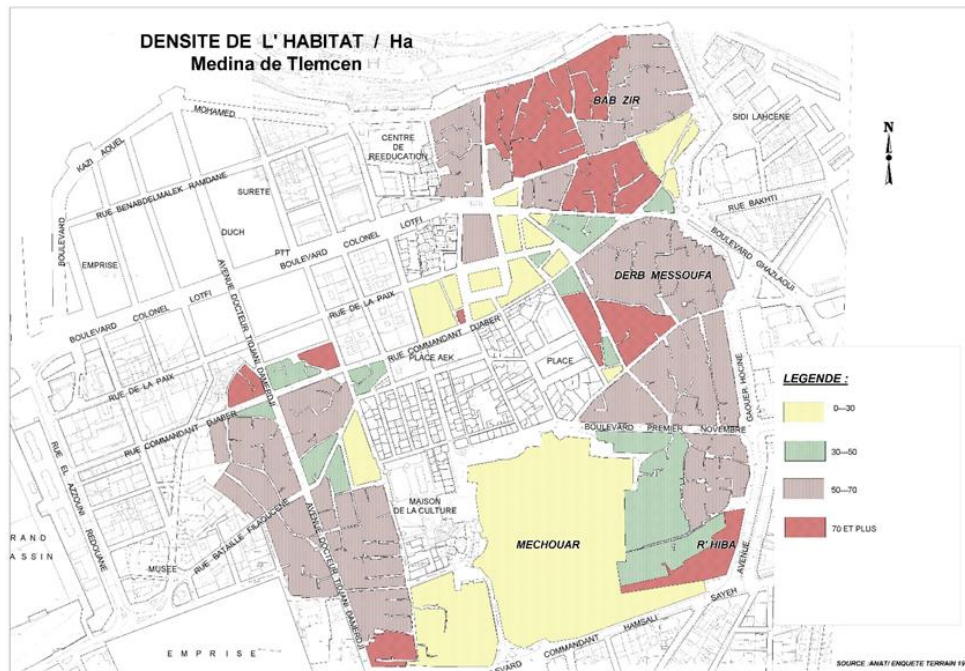 DENSITE DE L' HABITAT / Ha
Medina de Tlemcen
BAB ZIR
MOHAMED
KAZI AOUEL
BOULEVARD
CENTRE
DE
REEDUCATION
SIDI LAHCENE
N
RUE BENABDELMALEK RAMDANE
SURETE
RUE BAKHTI
DUCH
PTT
BOULEVARD COLONEL LOTFI
BOULEVARD GHAZLAOUI
EMPRISE
AVENUE DOCTEUR TIDJANI DAMERDJI
DERB MESSOUFA
BOULEVARD COLONEL LOTFI
RUE DE LA PAIX
RUE COMMANDANT DJABER
PLACE AEK
PLACE
GAOUER HOCINE
RUE DE LA PAIX
LEGENDE :
0---30
30---50
50---70
70 ET PLUS
RUE COMMANDANT DJABER
BOULEVARD PREMIER NOVEMBRE
RUE EL AZZOUNI REDOUANE
MAISON
DE LA CULTURE
RUE BATAILLE FILAOUCENE
AVENUE DOCTEUR TIDJANI DAMERDJI
MECHOUAR
R' HIBA
AVENUE
RAND
ASSIN
MUSEE
EMPRISE
COMMANDANT HAMSALI SAYEH
SOURCE :ANAT/ ENQUETE TERRAIN